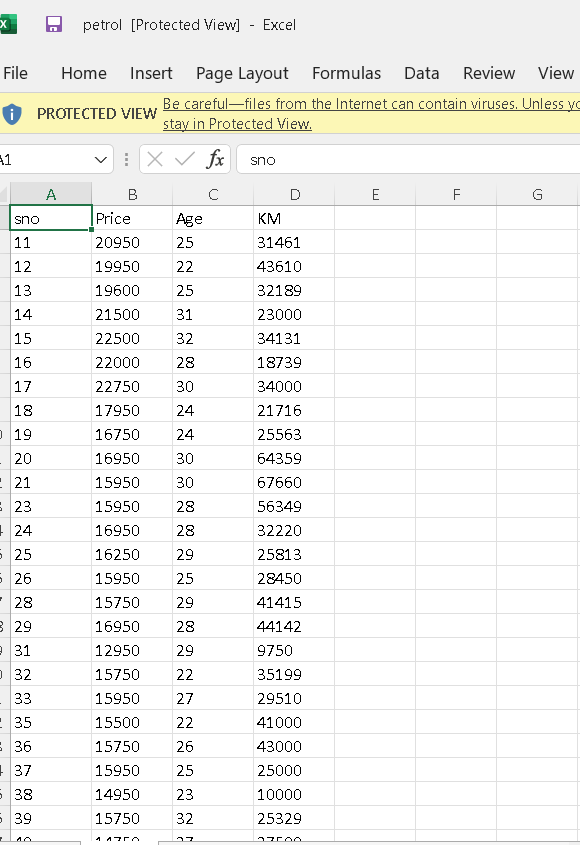 petrol [Protected View] - Excel
File Home Insert Page Layout Formulas Data Review View
PROTECTED VIEW Be careful—files from the Internet can contain viruses. Unless
stay in Protected View.
A1 fx sno
A B C D E F G
sno Price Age KM
11 20950 25 31461
12 19950 22 43610
13 19600 25 32189
14 21500 31 23000
15 22500 32 34131
16 22000 28 18739
17 22750 30 34000
18 17950 24 21716
19 16750 24 25563
20 16950 30 64359
21 15950 30 67660
23 15950 28 56349
24 16950 28 32220
25 16250 29 25813
26 15950 25 28450
28 15750 29 41415
29 16950 28 44142
31 12950 29 9750
32 15750 22 35199
33 15950 27 29510
35 15500 22 41000
36 15750 26 43000
37 15950 25 25000
38 14950 23 10000
39 15750 32 25329